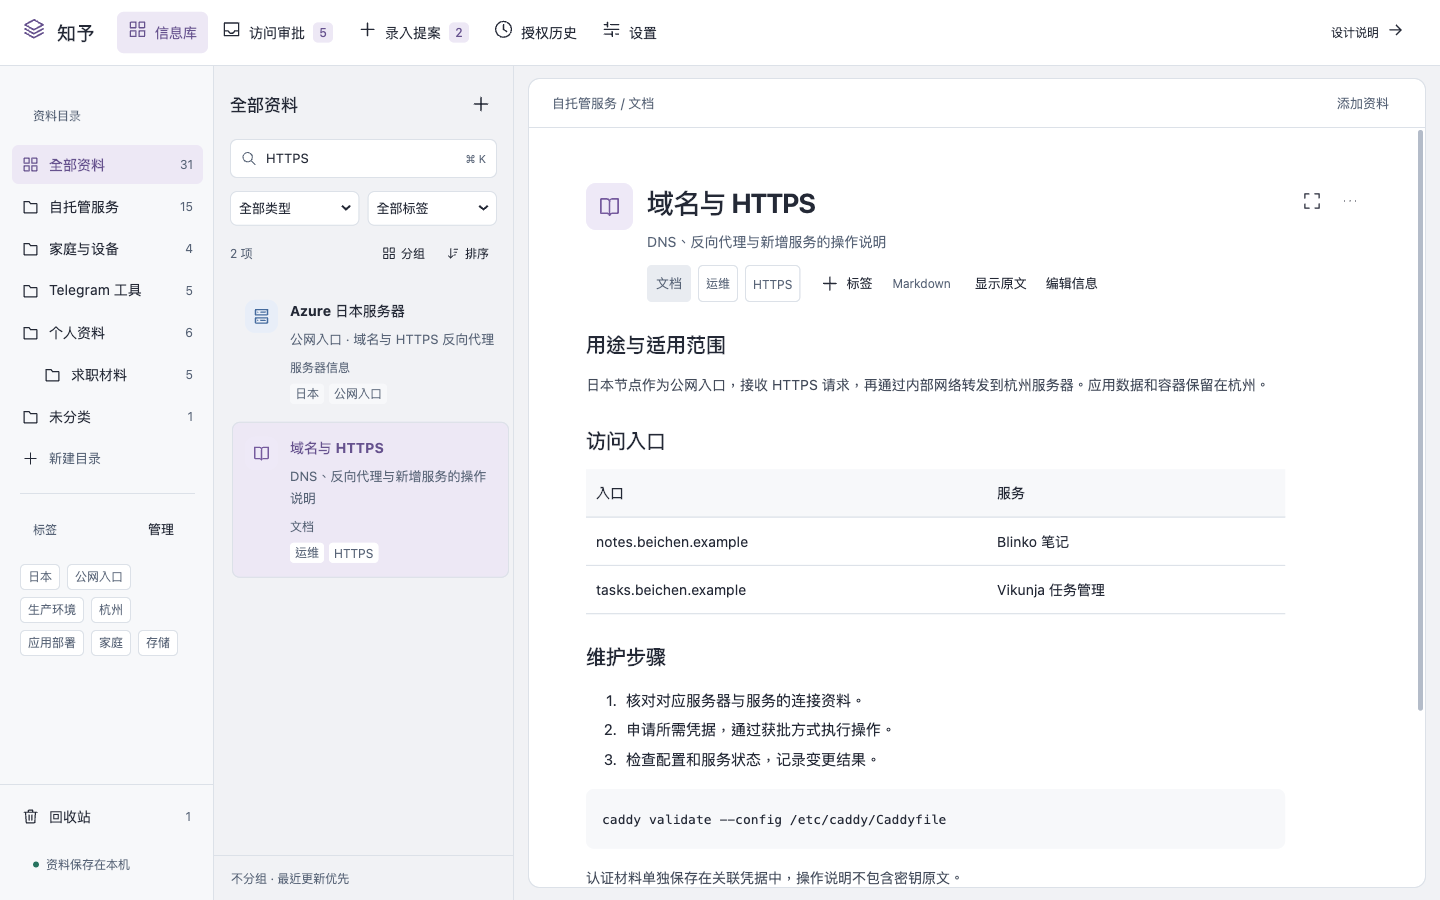 知予
信息库
访问审批 5
录入提案 2
授权历史
设置
设计说明
资料目录
全部资料 31
自托管服务 15
家庭与设备 4
Telegram 工具 5
个人资料 6
求职材料 5
未分类 1
新建目录
标签 管理
日本 公网入口
生产环境 杭州
应用部署 家庭 存储
回收站 1
资料保存在本机
全部资料
HTTPS ⌘ K
全部类型 全部标签
2 项 分组 排序
Azure 日本服务器
公网入口 · 域名与 HTTPS 反向代理
服务器信息
日本 公网入口
域名与 HTTPS
DNS、反向代理与新增服务的操作
说明
文档
运维 HTTPS
不分组 · 最近更新优先
自托管服务 / 文档 添加资料
域名与 HTTPS
DNS、反向代理与新增服务的操作说明
文档 运维 HTTPS 标签 Markdown 显示原文 编辑信息
用途与适用范围
日本节点作为公网入口，接收 HTTPS 请求，再通过内部网络转发到杭州服务器。应用数据和容器保留在杭州。
访问入口
入口 服务
notes.beichen.example Blinko 笔记
tasks.beichen.example Vikunja 任务管理
维护步骤
1. 核对对应服务器与服务的连接资料。
2. 申请所需凭据，通过获批方式执行操作。
3. 检查配置和服务状态，记录变更结果。
caddy validate --config /etc/caddy/Caddyfile
认证材料单独保存在关联凭据中，操作说明不包含密钥原文。